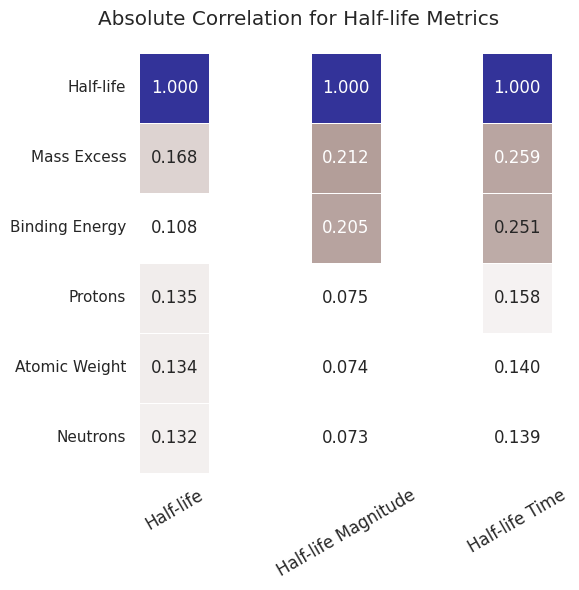 Absolute Correlation for Half-life Metrics
Half-life 1.000 1.000 1.000
Mass Excess 0.168 0.212 0.259
Binding Energy 0.108 0.205 0.251
Protons 0.135 0.075 0.158
Atomic Weight 0.134 0.074 0.140
Neutrons 0.132 0.073 0.139
Half-life
Half-life Magnitude
Half-life Time